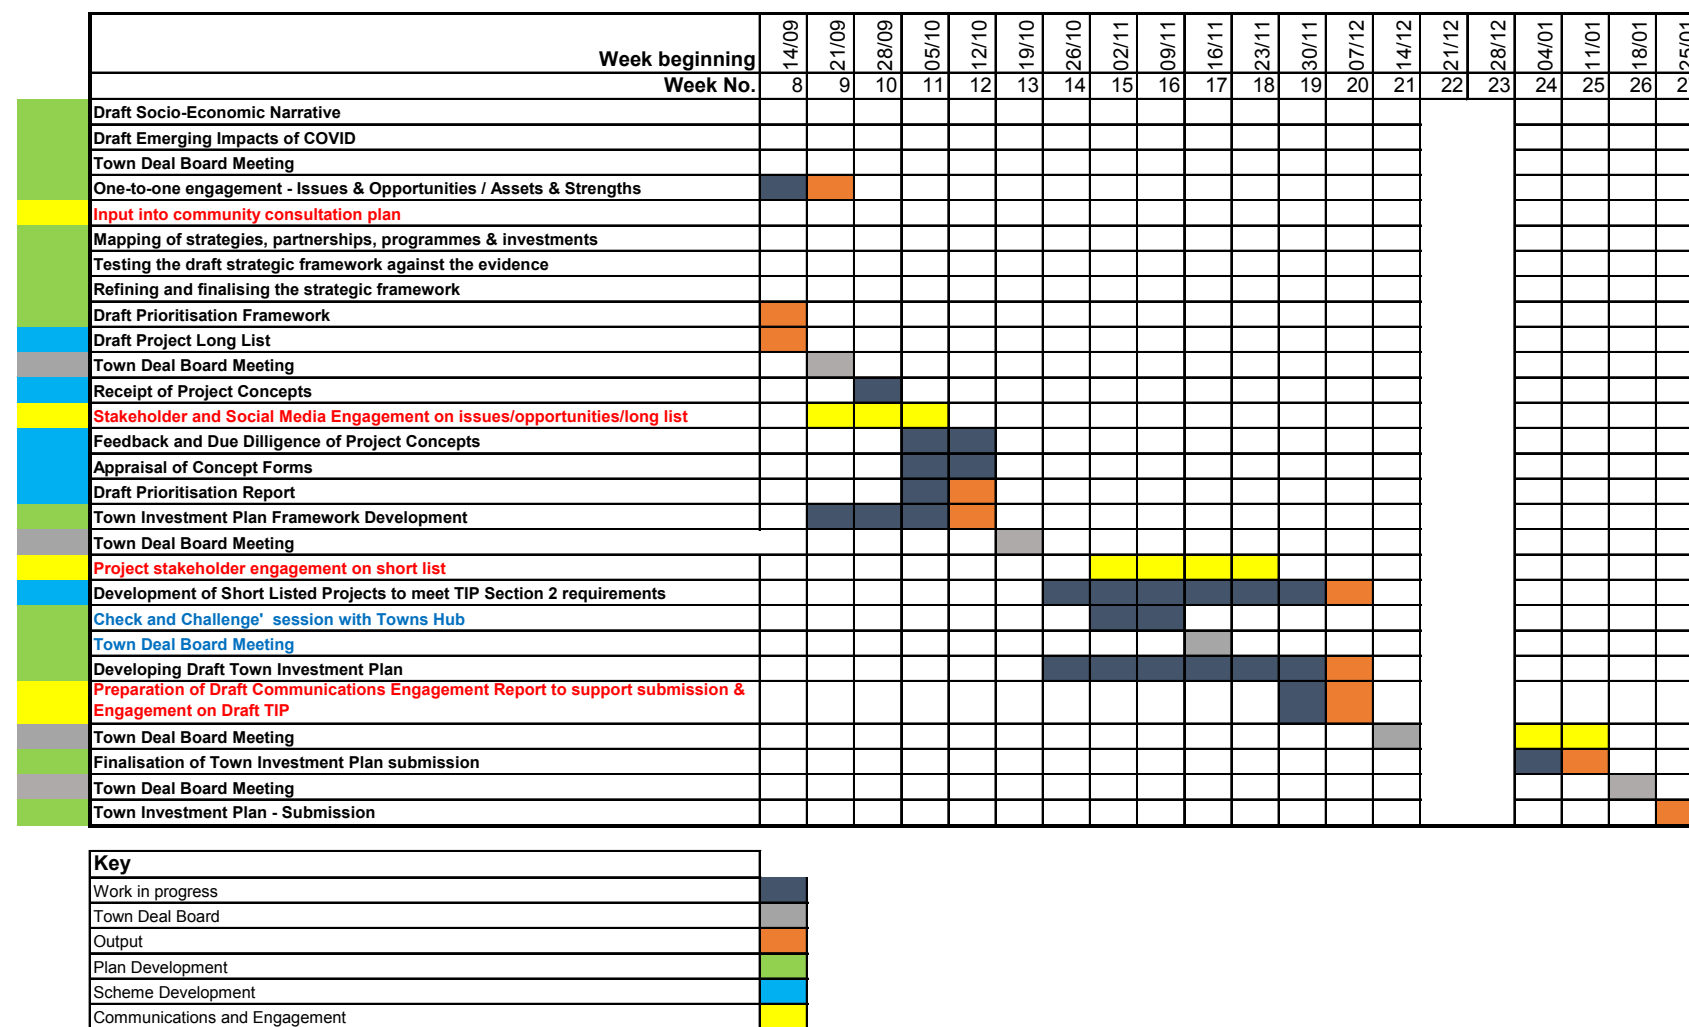 Week beginning 14/09 21/09 28/09 05/10 12/10 19/10 26/10 02/11 09/11 16/11 23/11 30/11 07/12 14/12 21/12 28/12 04/01 11/01 18/01 25/01
Week No. 8 9 10 11 12 13 14 15 16 17 18 19 20 21 22 23 24 25 26 2
Draft Socio-Economic Narrative
Draft Emerging Impacts of COVID
Town Deal Board Meeting
One-to-one engagement - Issues & Opportunities / Assets & Strengths
Input into community consultation plan
Mapping of strategies, partnerships, programmes & investments
Testing the draft strategic framework against the evidence
Refining and finalising the strategic framework
Draft Prioritisation Framework
Draft Project Long List
Town Deal Board Meeting
Receipt of Project Concepts
Stakeholder and Social Media Engagement on issues/opportunities/long list
Feedback and Due Dilligence of Project Concepts
Appraisal of Concept Forms
Draft Prioritisation Report
Town Investment Plan Framework Development
Town Deal Board Meeting
Project stakeholder engagement on short list
Development of Short Listed Projects to meet TIP Section 2 requirements
Check and Challenge'  session with Towns Hub
Town Deal Board Meeting
Developing Draft Town Investment Plan
Preparation of Draft Communications Engagement Report to support submission &
Engagement on Draft TIP
Town Deal Board Meeting
Finalisation of Town Investment Plan submission
Town Deal Board Meeting
Town Investment Plan - Submission
Key
Work in progress
Town Deal Board
Output
Plan Development
Scheme Development
Communications and Engagement